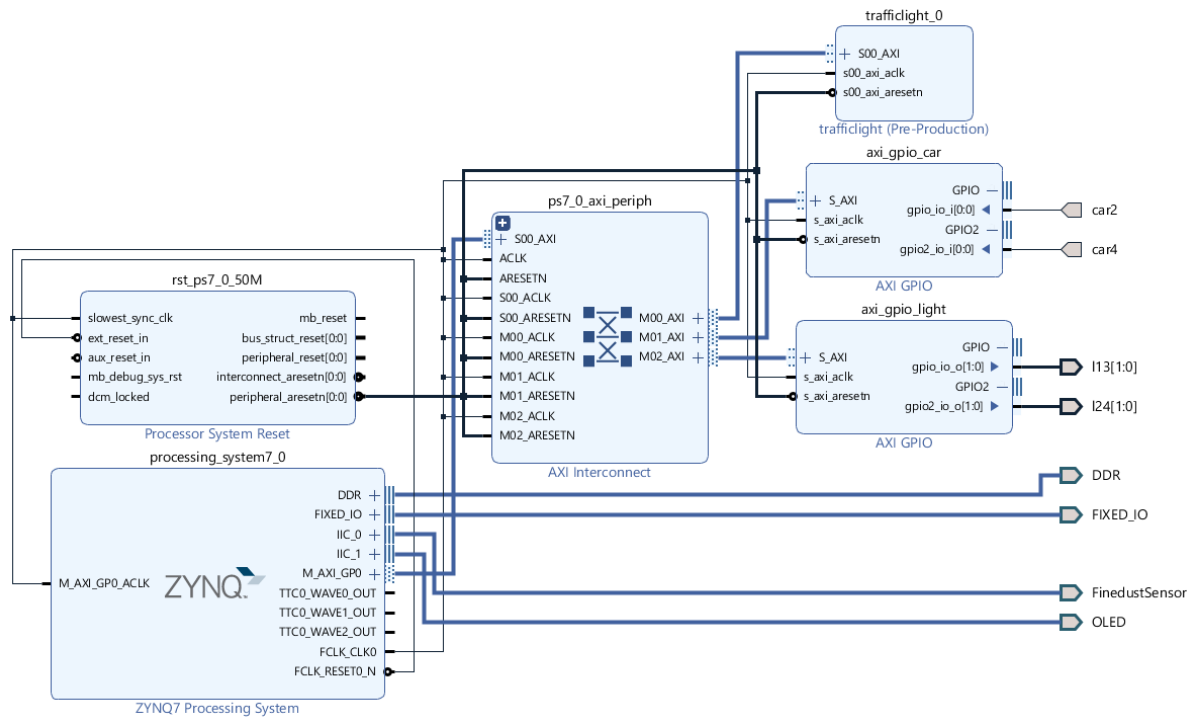 trafficlight_0
S00_AXI
s00_axi_aclk
s00_axi_aresetn
trafficlight (Pre-Production)
axi_gpio_car
S_AXI
s_axi_aclk
s_axi_aresetn
GPIO
gpio_io_i[0:0]
GPIO2
gpio2_io_i[0:0]
AXI GPIO
car2
car4
ps7_0_axi_periph
S00_AXI
ACLK
ARESETN
S00_ACLK
S00_ARESETN
M00_ACLK
M00_ARESETN
M01_ACLK
M01_ARESETN
M02_ACLK
M02_ARESETN
M00_AXI
M01_AXI
M02_AXI
AXI Interconnect
rst_ps7_0_50M
slowest_sync_clk
ext_reset_in
aux_reset_in
mb_debug_sys_rst
dcm_locked
mb_reset
bus_struct_reset[0:0]
peripheral_reset[0:0]
interconnect_aresetn[0:0]
peripheral_aresetn[0:0]
Processor System Reset
axi_gpio_light
S_AXI
s_axi_aclk
s_axi_aresetn
GPIO
gpio_io_o[1:0]
GPIO2
gpio2_io_o[1:0]
AXI GPIO
l13[1:0]
l24[1:0]
processing_system7_0
M_AXI_GP0_ACLK
ZYNQ
DDR
FIXED_IO
IIC_0
IIC_1
M_AXI_GP0
TTC0_WAVE0_OUT
TTC0_WAVE1_OUT
TTC0_WAVE2_OUT
FCLK_CLK0
FCLK_RESET0_N
ZYNQ7 Processing System
DDR
FIXED_IO
FinedustSensor
OLED